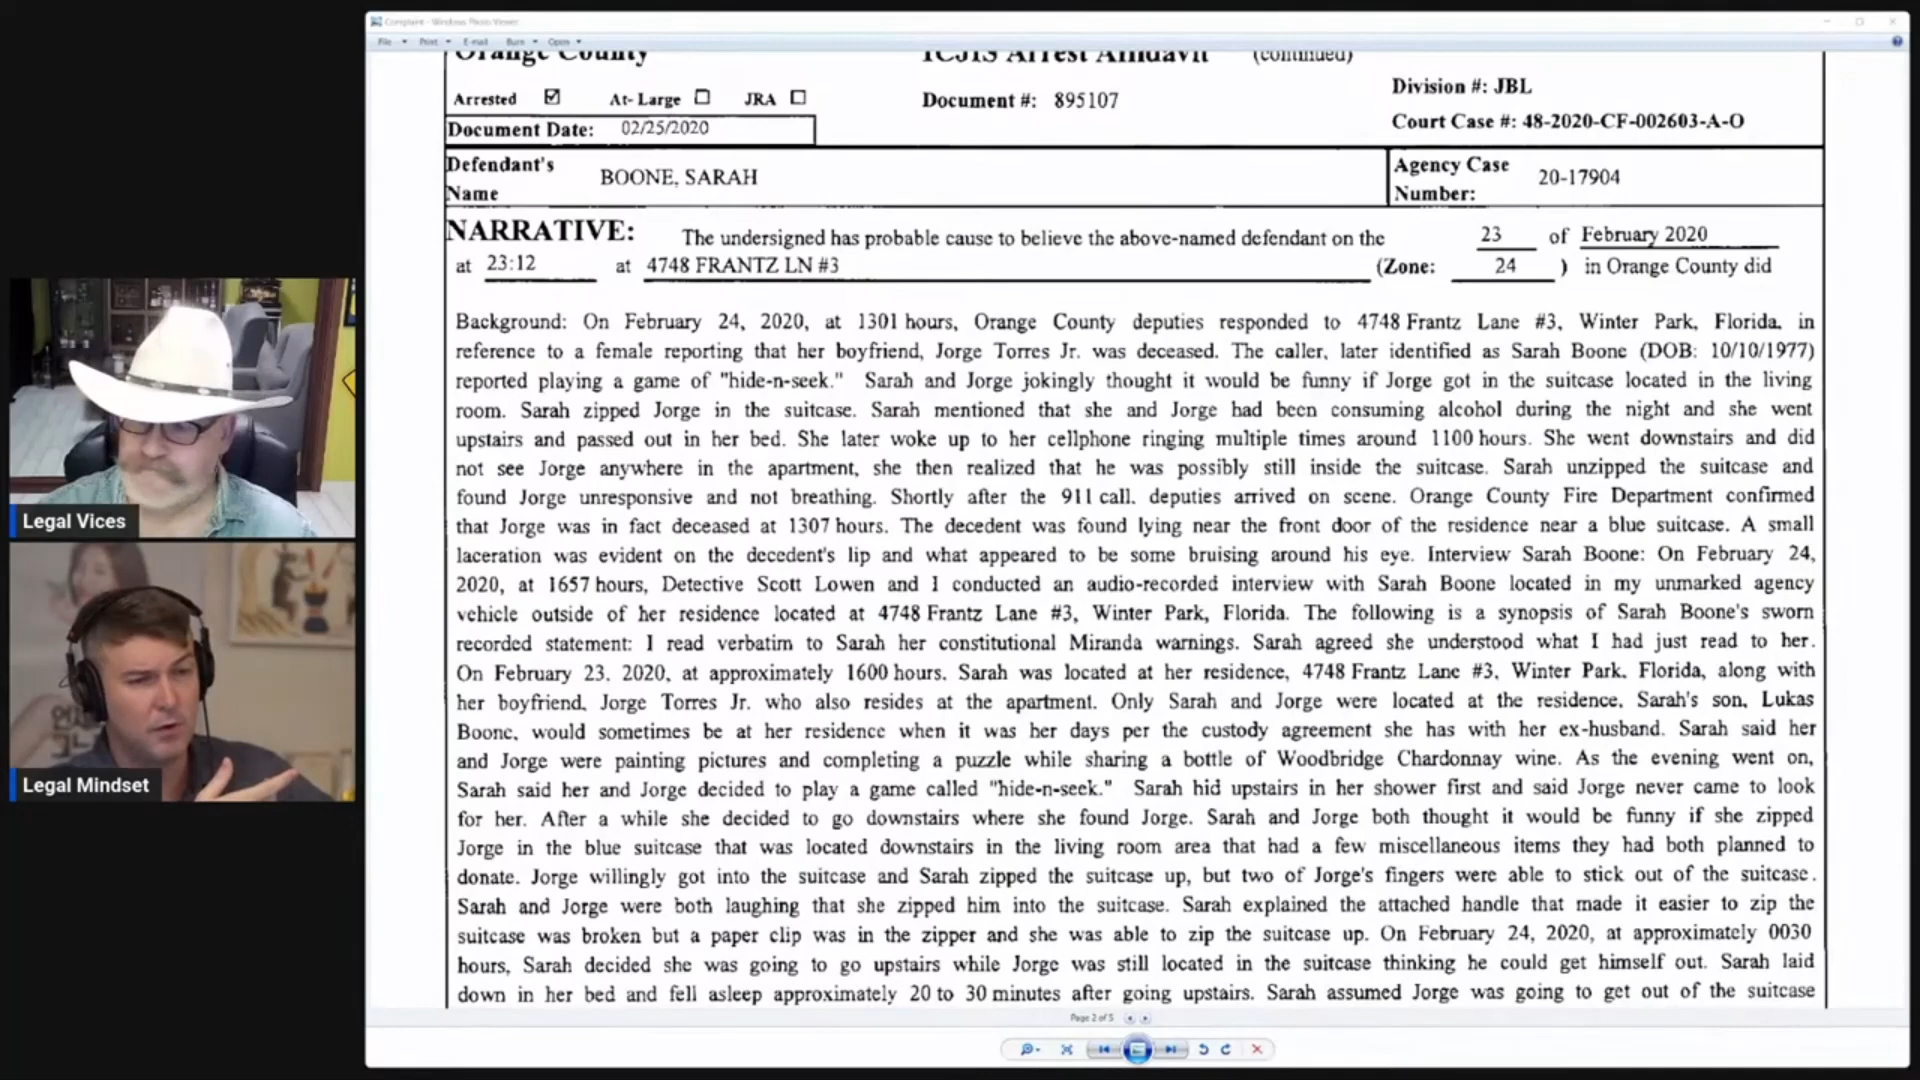 Complaint - Windows Photo Viewer
File Print E-mail Burn Open
Orange County ICJIS Arrest Affidavit (continued)
Arrested At- Large JRA Document #: 895107 Division #: JBL
Document Date: 02/25/2020 Court Case #: 48-2020-CF-002603-A-O
Defendant's Name BOONE, SARAH Agency Case Number: 20-17904
NARRATIVE: The undersigned has probable cause to believe the above-named defendant on the 23 of February 2020
at 23:12 at 4748 FRANTZ LN #3 (Zone: 24 ) in Orange County did
Background: On February 24, 2020, at 1301 hours, Orange County deputies responded to 4748 Frantz Lane #3, Winter Park, Florida, in
reference to a female reporting that her boyfriend, Jorge Torres Jr. was deceased. The caller, later identified as Sarah Boone (DOB: 10/10/1977)
reported playing a game of "hide-n-seek." Sarah and Jorge jokingly thought it would be funny if Jorge got in the suitcase located in the living
room. Sarah zipped Jorge in the suitcase. Sarah mentioned that she and Jorge had been consuming alcohol during the night and she went
upstairs and passed out in her bed. She later woke up to her cellphone ringing multiple times around 1100 hours. She went downstairs and did
not see Jorge anywhere in the apartment, she then realized that he was possibly still inside the suitcase. Sarah unzipped the suitcase and
found Jorge unresponsive and not breathing. Shortly after the 911 call, deputies arrived on scene. Orange County Fire Department confirmed
that Jorge was in fact deceased at 1307 hours. The decedent was found lying near the front door of the residence near a blue suitcase. A small
laceration was evident on the decedent's lip and what appeared to be some bruising around his eye. Interview Sarah Boone: On February 24,
2020, at 1657 hours, Detective Scott Lowen and I conducted an audio-recorded interview with Sarah Boone located in my unmarked agency
vehicle outside of her residence located at 4748 Frantz Lane #3, Winter Park, Florida. The following is a synopsis of Sarah Boone's sworn
recorded statement: I read verbatim to Sarah her constitutional Miranda warnings. Sarah agreed she understood what I had just read to her.
On February 23, 2020, at approximately 1600 hours, Sarah was located at her residence, 4748 Frantz Lane #3, Winter Park, Florida, along with
her boyfriend, Jorge Torres Jr. who also resides at the apartment. Only Sarah and Jorge were located at the residence, Sarah's son, Lukas
Boone, would sometimes be at her residence when it was her days per the custody agreement she has with her ex-husband. Sarah said her
and Jorge were painting pictures and completing a puzzle while sharing a bottle of Woodbridge Chardonnay wine. As the evening went on,
Sarah said her and Jorge decided to play a game called "hide-n-seek." Sarah hid upstairs in her shower first and said Jorge never came to look
for her. After a while she decided to go downstairs where she found Jorge. Sarah and Jorge both thought it would be funny if she zipped
Jorge in the blue suitcase that was located downstairs in the living room area that had a few miscellaneous items they had both planned to
donate. Jorge willingly got into the suitcase and Sarah zipped the suitcase up, but two of Jorge's fingers were able to stick out of the suitcase.
Sarah and Jorge were both laughing that she zipped him into the suitcase. Sarah explained the attached handle that made it easier to zip the
suitcase was broken but a paper clip was in the zipper and she was able to zip the suitcase up. On February 24, 2020, at approximately 0030
hours, Sarah decided she was going to go upstairs while Jorge was still located in the suitcase thinking he could get himself out. Sarah laid
down in her bed and fell asleep approximately 20 to 30 minutes after going upstairs. Sarah assumed Jorge was going to get out of the suitcase
Page 2 of 5
Legal Vices
Legal Mindset